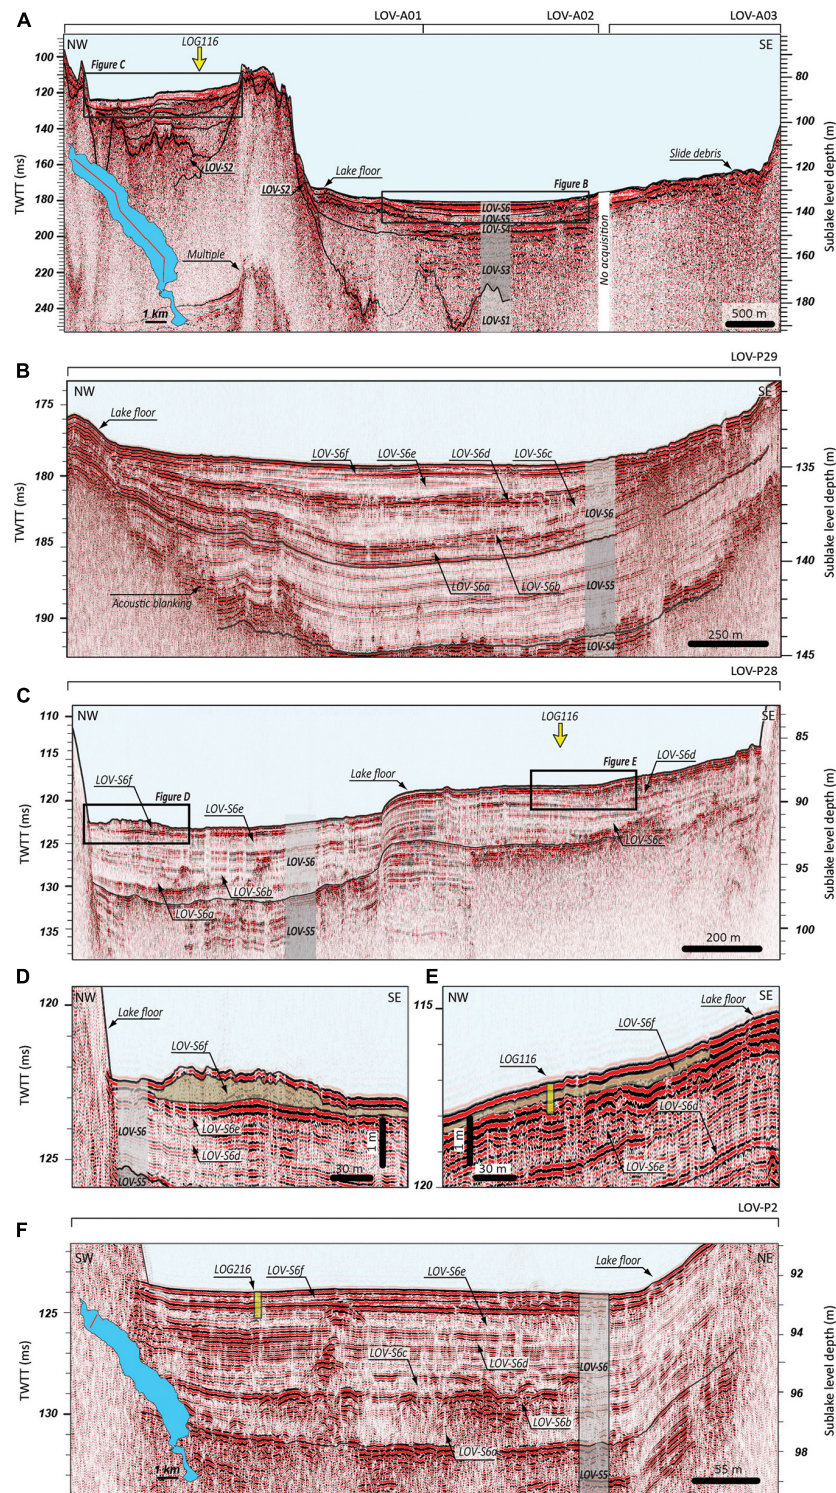 A
LOV-A01
LOV-A02
LOV-A03
NW
LOG116
SE
Figure C
100
120
140
160
180
200
220
240
TWTT (ms)
80
100
120
140
160
180
Sublake level depth (m)
LOV-S2
LOV-S2
Lake floor
Figure B
Slide debris
LOV-S6
LOV-S5
LOV-S4
LOV-S3
LOV-S1
No acquisition
Multiple
1 km
500 m
B
LOV-P29
NW
SE
Lake floor
175
180
185
190
TWTT (ms)
135
140
145
Sublake level depth (m)
LOV-S6f
LOV-S6e
LOV-S6d
LOV-S6c
LOV-S6
LOV-S6a
LOV-S6b
LOV-S5
Acoustic blanking
LOV-S4
250 m
C
LOV-P28
NW
LOG116
SE
110
115
120
125
130
135
TWTT (ms)
85
90
95
100
Sublake level depth (m)
LOV-S6f
Figure D
LOV-S6e
Lake floor
Figure E
LOV-S6d
LOV-S6
LOV-S6c
LOV-S6b
LOV-S6a
LOV-S5
200 m
D
NW
SE
120
125
TWTT (ms)
Lake floor
LOV-S6f
LOV-S6
LOV-S6e
LOV-S6d
LOV-S5
1 m
30 m
E
NW
SE
115
120
Lake floor
LOV-S6f
LOG116
LOV-S6d
LOV-S6e
1 m
30 m
F
LOV-P2
SW
NE
LOG216
LOV-S6f
LOV-S6e
Lake floor
125
130
TWTT (ms)
92
94
96
98
Sublake level depth (m)
LOV-S6c
LOV-S6d
LOV-S6
LOV-S6b
LOV-S6a
LOV-S5
1 km
55 m